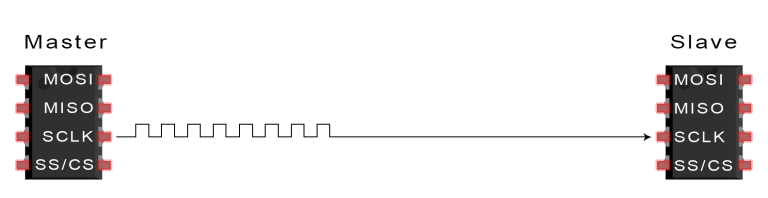 Master
Slave
MOSI
MISO
SCLK
SS/CS
MOSI
MISO
SCLK
SS/CS